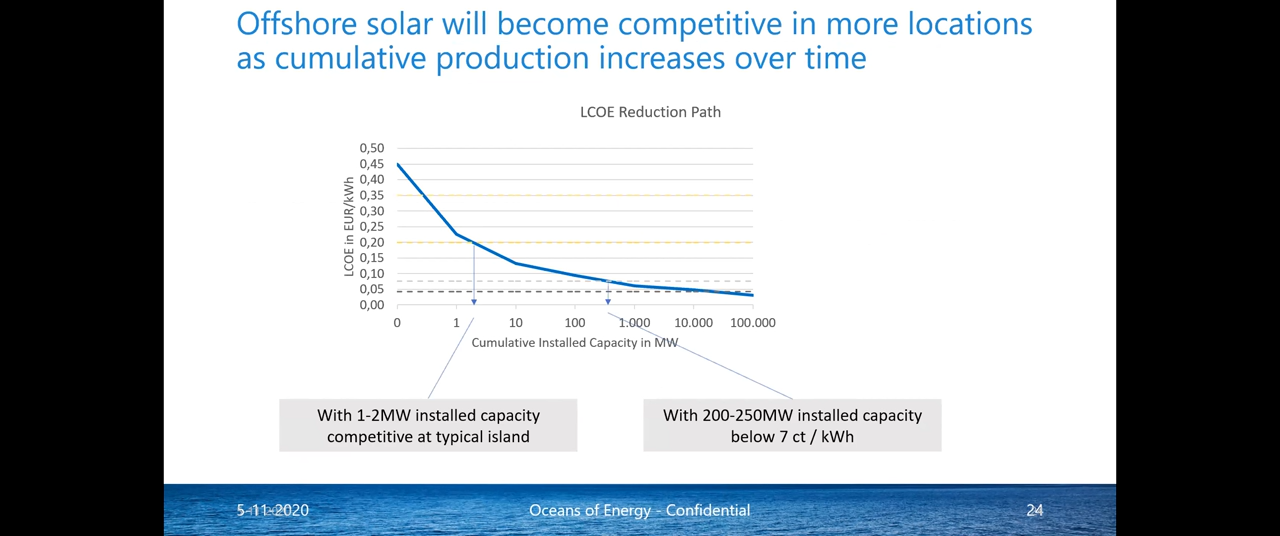 Offshore solar will become competitive in more locations
as cumulative production increases over time
LCOE Reduction Path
LCOE in EUR/kWh
0,50
0,45
0,40
0,35
0,30
0,25
0,20
0,15
0,10
0,05
0,00
0 1 10 100 1.000 10.000 100.000
Cumulative Installed Capacity in MW
With 1-2MW installed capacity
competitive at typical island
With 200-250MW installed capacity
below 7 ct / kWh
5-11-2020 Oceans of Energy - Confidential 24